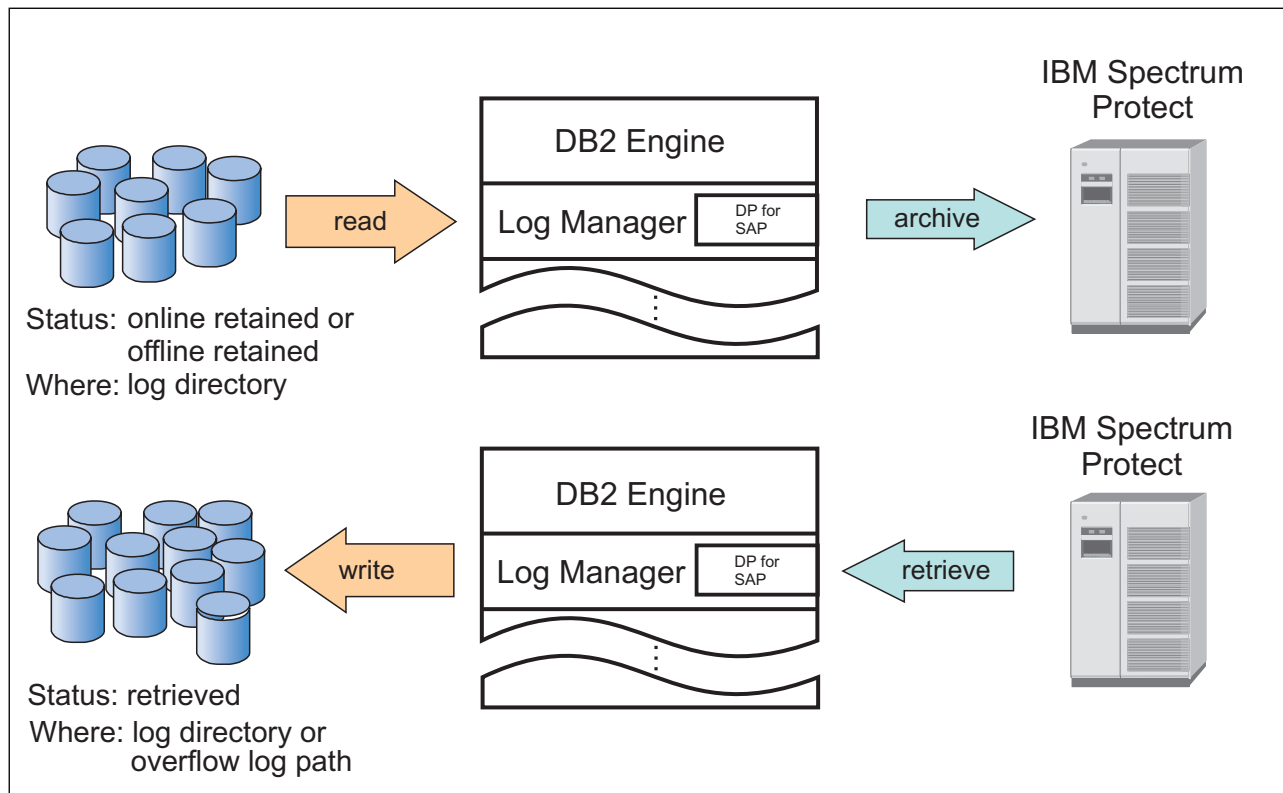 IBM Spectrum
Protect
DB2 Engine
Log Manager
DP for
SAP
read
archive
Status: online retained or
offline retained
Where: log directory
IBM Spectrum
Protect
DB2 Engine
Log Manager
DP for
SAP
write
retrieve
Status: retrieved
Where: log directory or
overflow log path